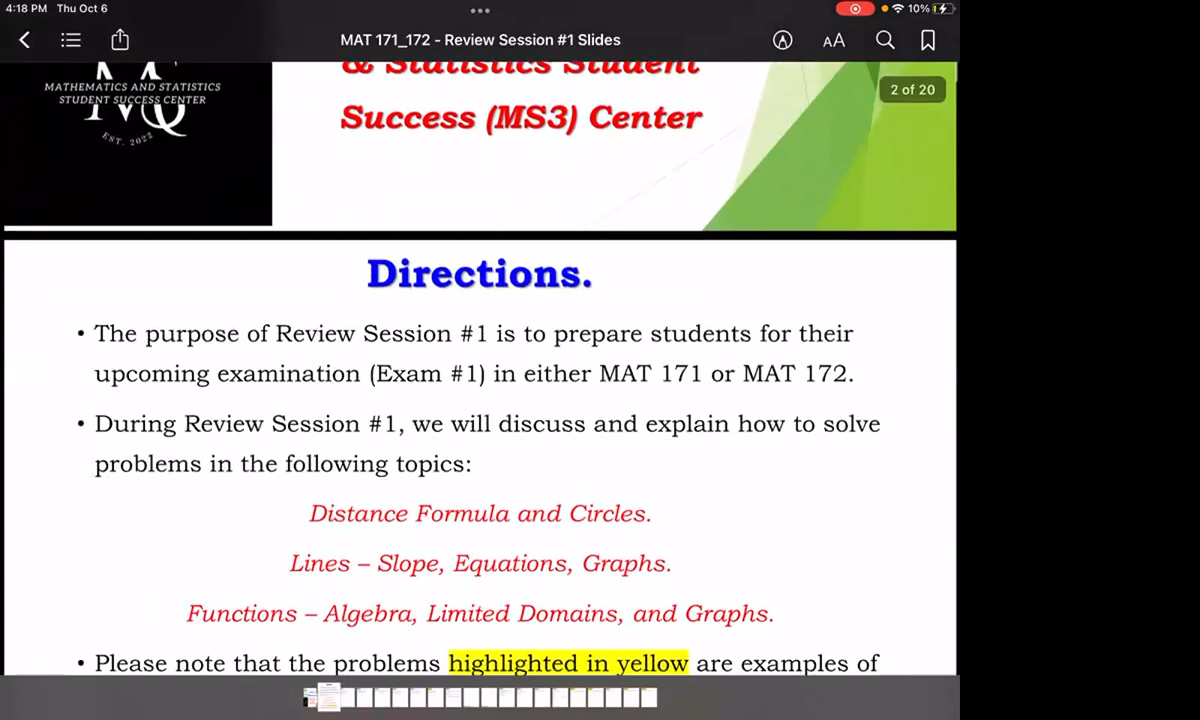 4:18 PM Thu Oct 6
10%
MAT 171_172 - Review Session #1 Slides
AA
2 of 20
MATHEMATICS AND STATISTICS
STUDENT SUCCESS CENTER
EST. 2022
& Statistics Student
Success (MS3) Center
Directions.
• The purpose of Review Session #1 is to prepare students for their
upcoming examination (Exam #1) in either MAT 171 or MAT 172.
• During Review Session #1, we will discuss and explain how to solve
problems in the following topics:
Distance Formula and Circles.
Lines – Slope, Equations, Graphs.
Functions – Algebra, Limited Domains, and Graphs.
• Please note that the problems highlighted in yellow are examples of